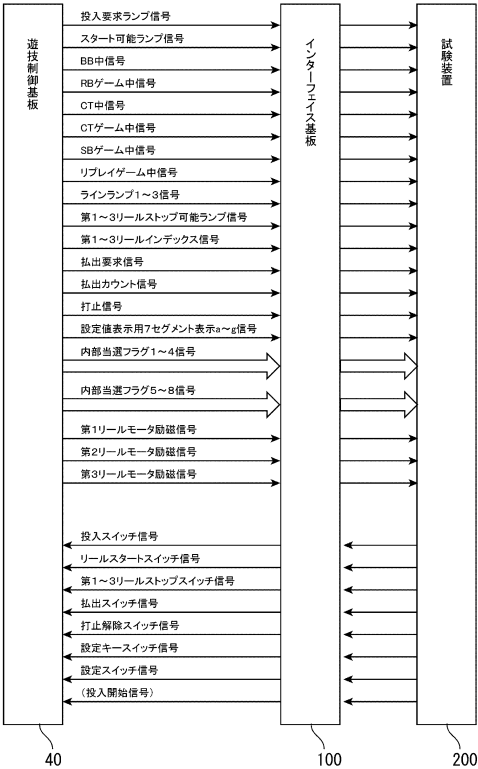 遊技制御基板
インターフェイス基板
試験装置
投入要求ランプ信号
スタート可能ランプ信号
BB中信号
RBゲーム中信号
CT中信号
CTゲーム中信号
SBゲーム中信号
リプレイゲーム中信号
ラインランプ1～3信号
第1～3リールストップ可能ランプ信号
第1～3リールインデックス信号
払出要求信号
払出カウント信号
打止信号
設定値表示用7セグメント表示a～g信号
内部当選フラグ1～4信号
内部当選フラグ5～8信号
第1リールモータ励磁信号
第2リールモータ励磁信号
第3リールモータ励磁信号
投入スイッチ信号
リールスタートスイッチ信号
第1～3リールストップスイッチ信号
払出スイッチ信号
打止解除スイッチ信号
設定キースイッチ信号
設定スイッチ信号
(投入開始信号)
40
100
200